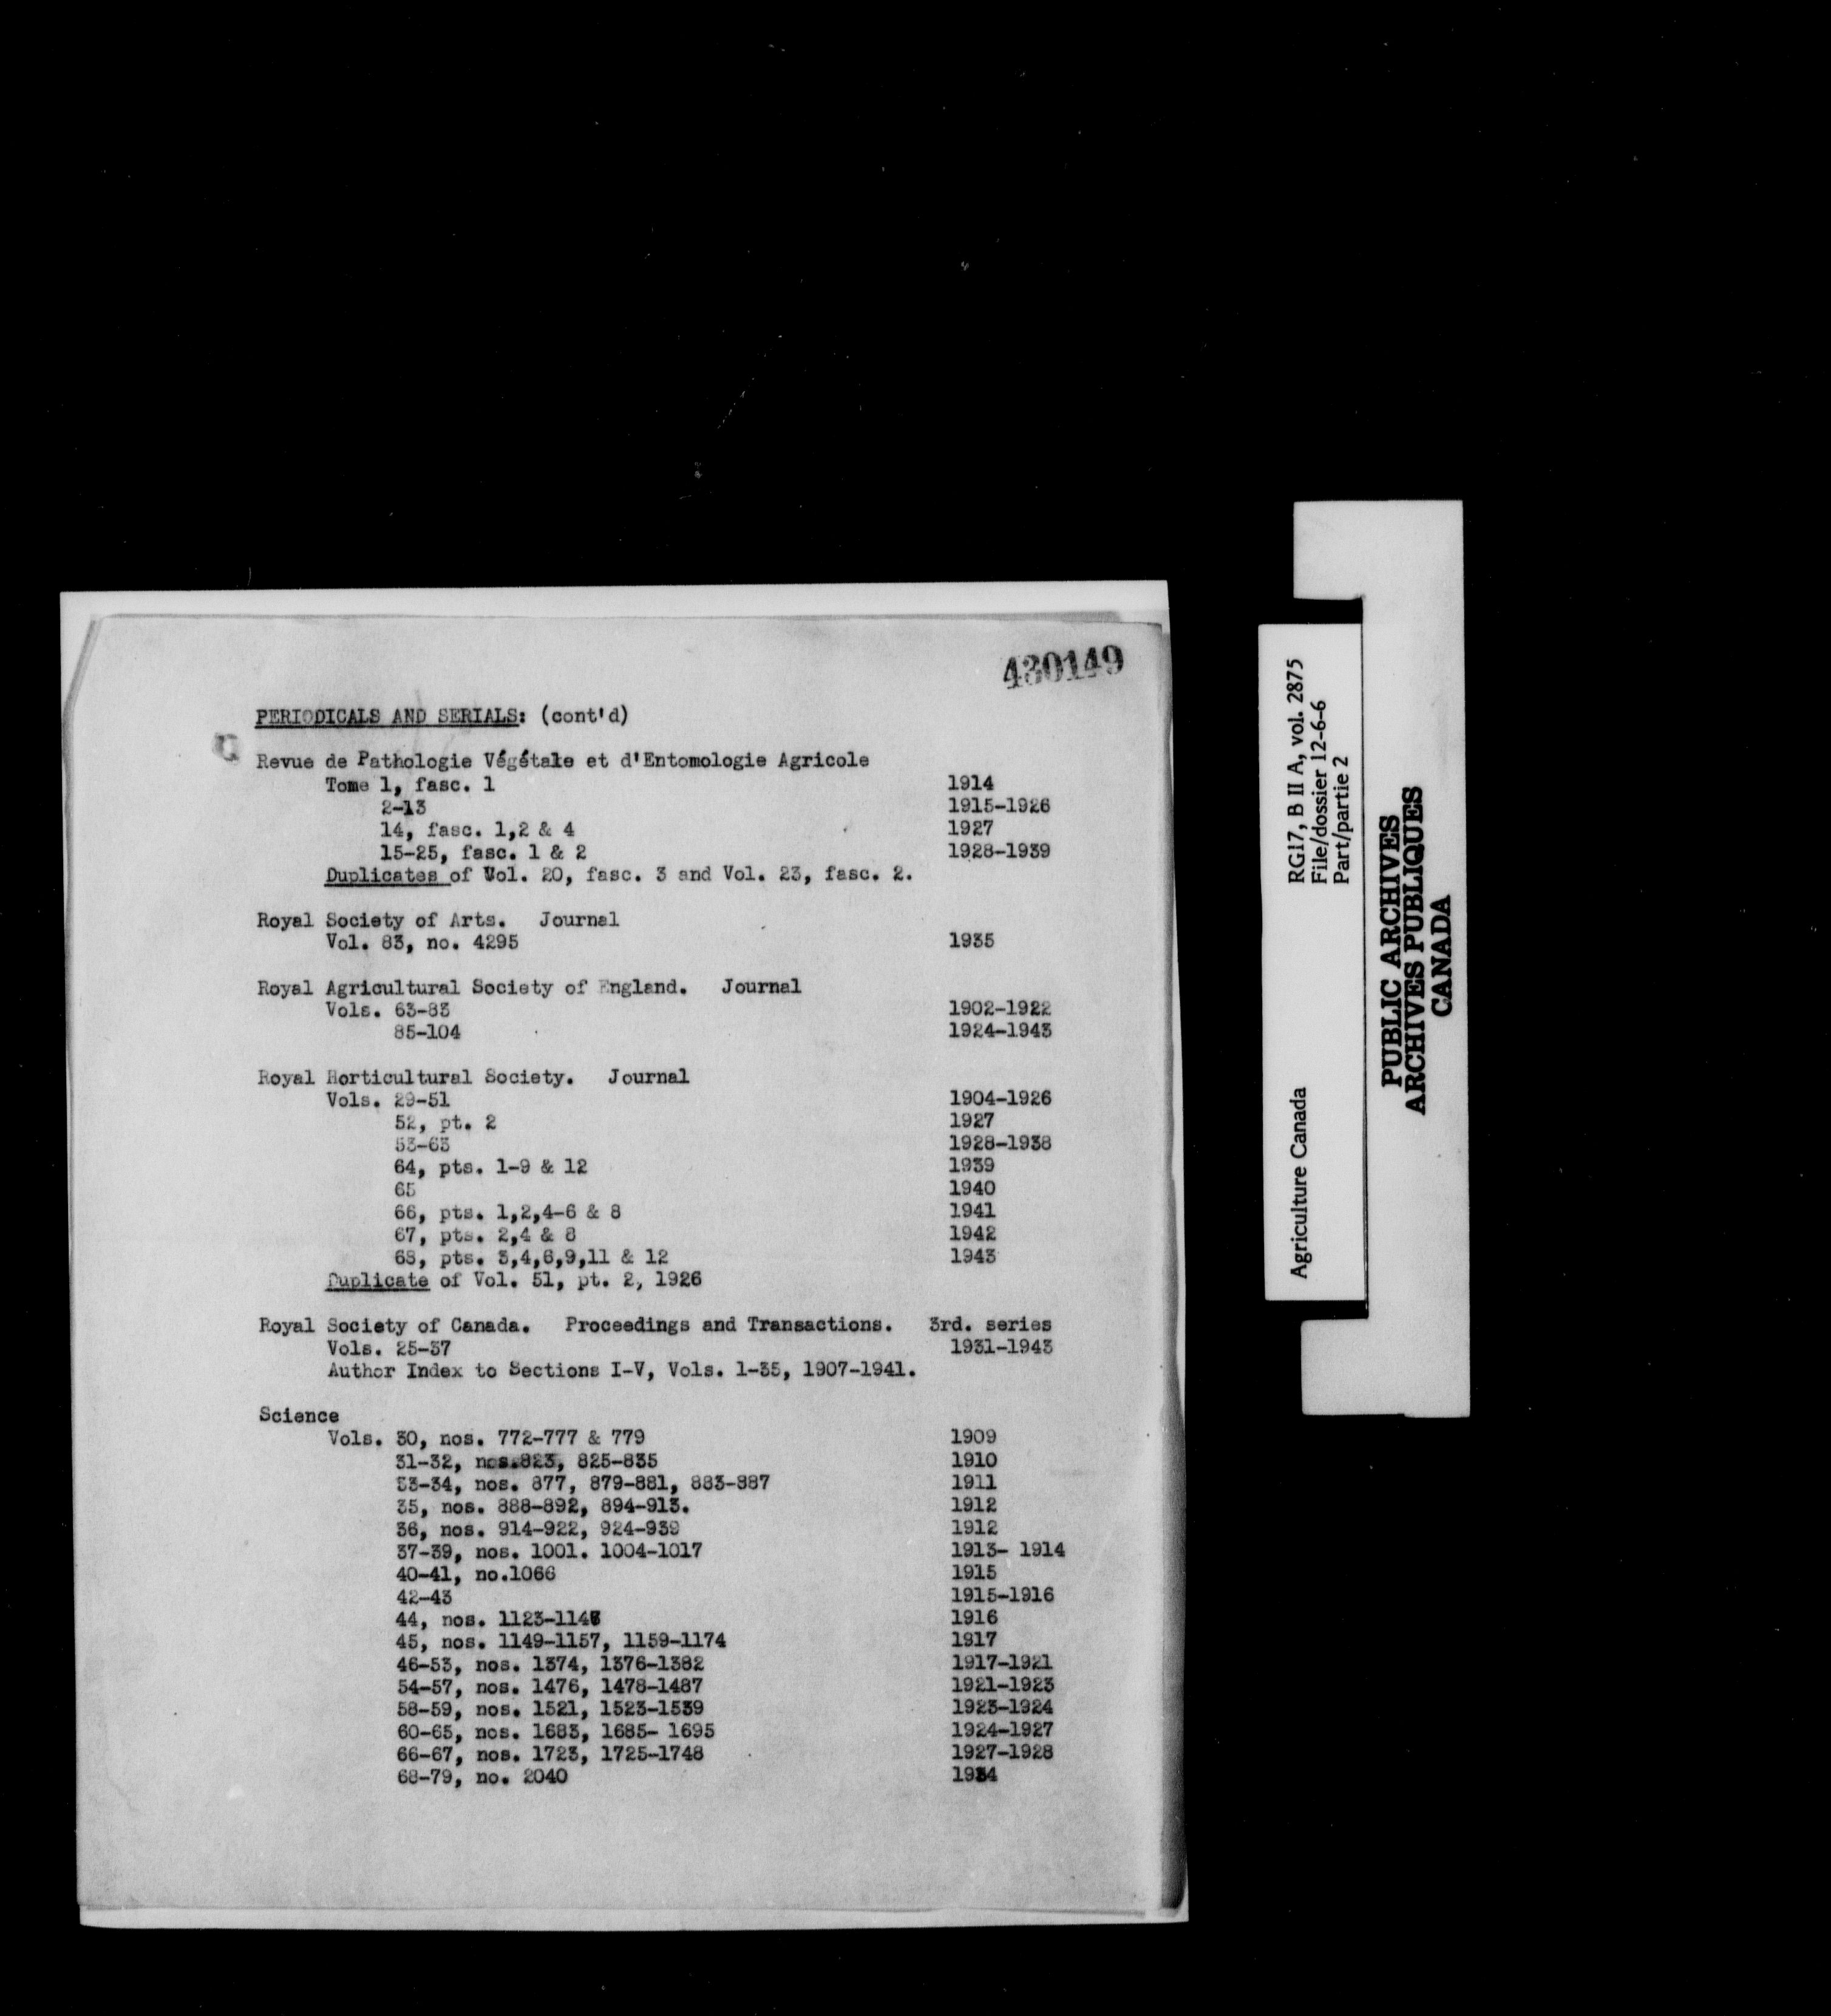 430149
PERIODICALS AND SERIALS: (cont'd)
Revue de Pathologie Végétale et d'Entomologie Agricole
Tome 1, fasc. 1 1914
2-13 1915-1926
14, fasc. 1,2 & 4 1927
15-25, fasc. 1 & 2 1928-1939
Duplicates of Vol. 20, fasc. 3 and Vol. 23, fasc. 2.
Royal Society of Arts. Journal
Vol. 83, no. 4295 1935
Royal Agricultural Society of England. Journal
Vols. 63-83 1902-1922
85-104 1924-1943
Royal Horticultural Society. Journal
Vols. 29-51 1904-1926
52, pt. 2 1927
53-63 1928-1938
64, pts. 1-9 & 12 1939
65 1940
66, pts. 1,2,4-6 & 8 1941
67, pts. 2,4 & 8 1942
68, pts. 3,4,6,9,11 & 12 1943
Duplicate of Vol. 51, pt. 2, 1926
Royal Society of Canada. Proceedings and Transactions. 3rd. series
Vols. 25-37 1931-1943
Author Index to Sections I-V, Vols. 1-35, 1907-1941.
Science
Vols. 30, nos. 772-777 & 779 1909
31-32, nos.823, 825-835 1910
33-34, nos. 877, 879-881, 883-887 1911
35, nos. 888-892, 894-913. 1912
36, nos. 914-922, 924-939 1912
37-39, nos. 1001. 1004-1017 1913- 1914
40-41, no.1066 1915
42-43 1915-1916
44, nos. 1916
45, nos. 1149-1157, 1159-1174 1917
46-53, nos. 1374, 1376-1382 1917-1921
54-57, nos. 1476, 1478-1487 1921-1923
58-59, nos. 1521, 1523-1539 1923-1924
60-65, nos. 1683, 1685- 1695 1924-1927
66-67, nos. 1723, 1725-1748 1927-1928
68-79, no. 2040 1934
Agriculture Canada
RG17, B II A, vol. 2875
File/dossier 12-6-6
Part/partie 2
PUBLIC ARCHIVES
ARCHIVES PUBLIQUES
CANADA